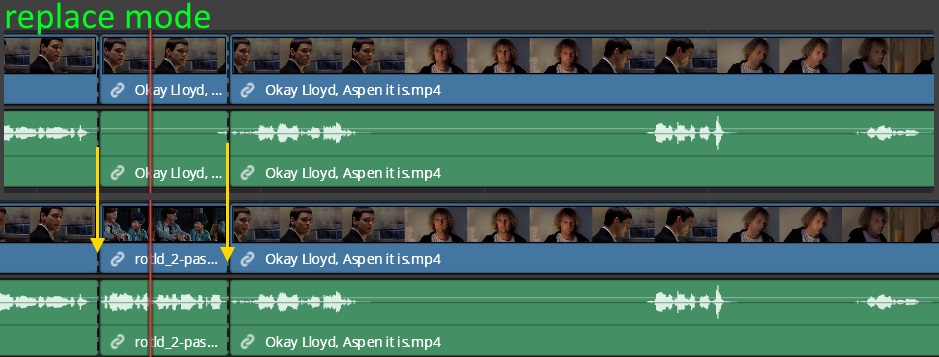 replace mode
Okay Lloyd, ... Okay Lloyd, Aspen it is.mp4
Okay Lloyd, ... Okay Lloyd, Aspen it is.mp4
rotld_2-pas... Okay Lloyd, Aspen it is.mp4
rotld_2-pas... Okay Lloyd, Aspen it is.mp4